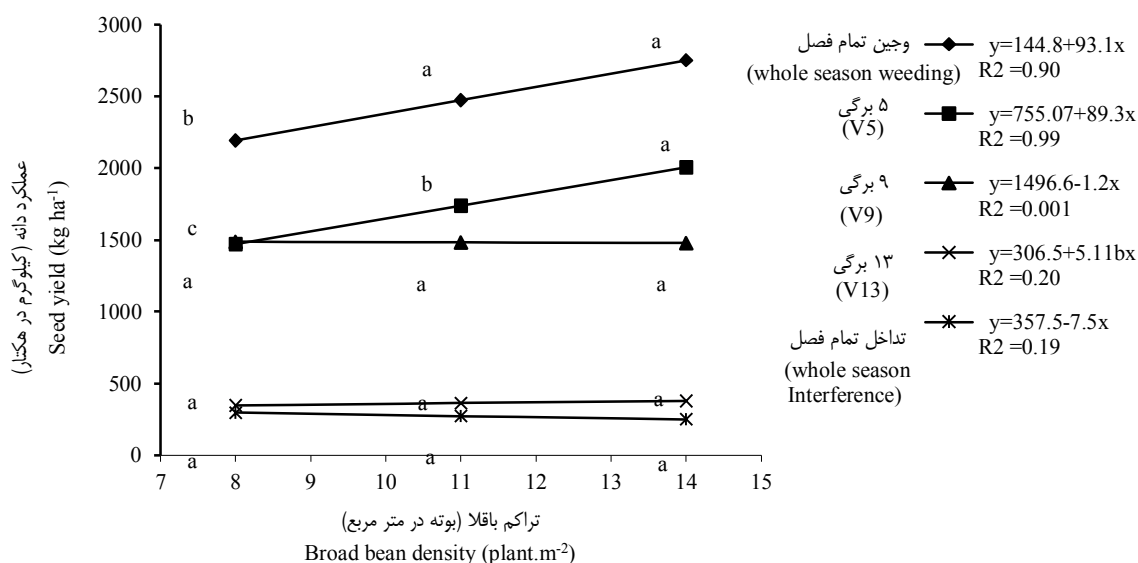 عملکرد دانه (کیلوگرم در هکتار)
Seed yield (kg ha⁻¹)
3000
2500
2000
1500
1000
500
0
b
a
a
b
a
c
a
a
a
a
a
a
a
a
a
7
8
9
10
11
12
13
14
15
تراکم باقلا (بوته در متر مربع)
Broad bean density (plant.m⁻²)
وجین تمام فصل
(whole season weeding)
y=144.8+93.1x
R2 =0.90
۵ برگی
(V5)
y=755.07+89.3x
R2 =0.99
۹ برگی
(V9)
y=1496.6-1.2x
R2 =0.001
۱۳ برگی
(V13)
y=306.5+5.11bx
R2 =0.20
تداخل تمام فصل
(whole season
Interference)
y=357.5-7.5x
R2 =0.19